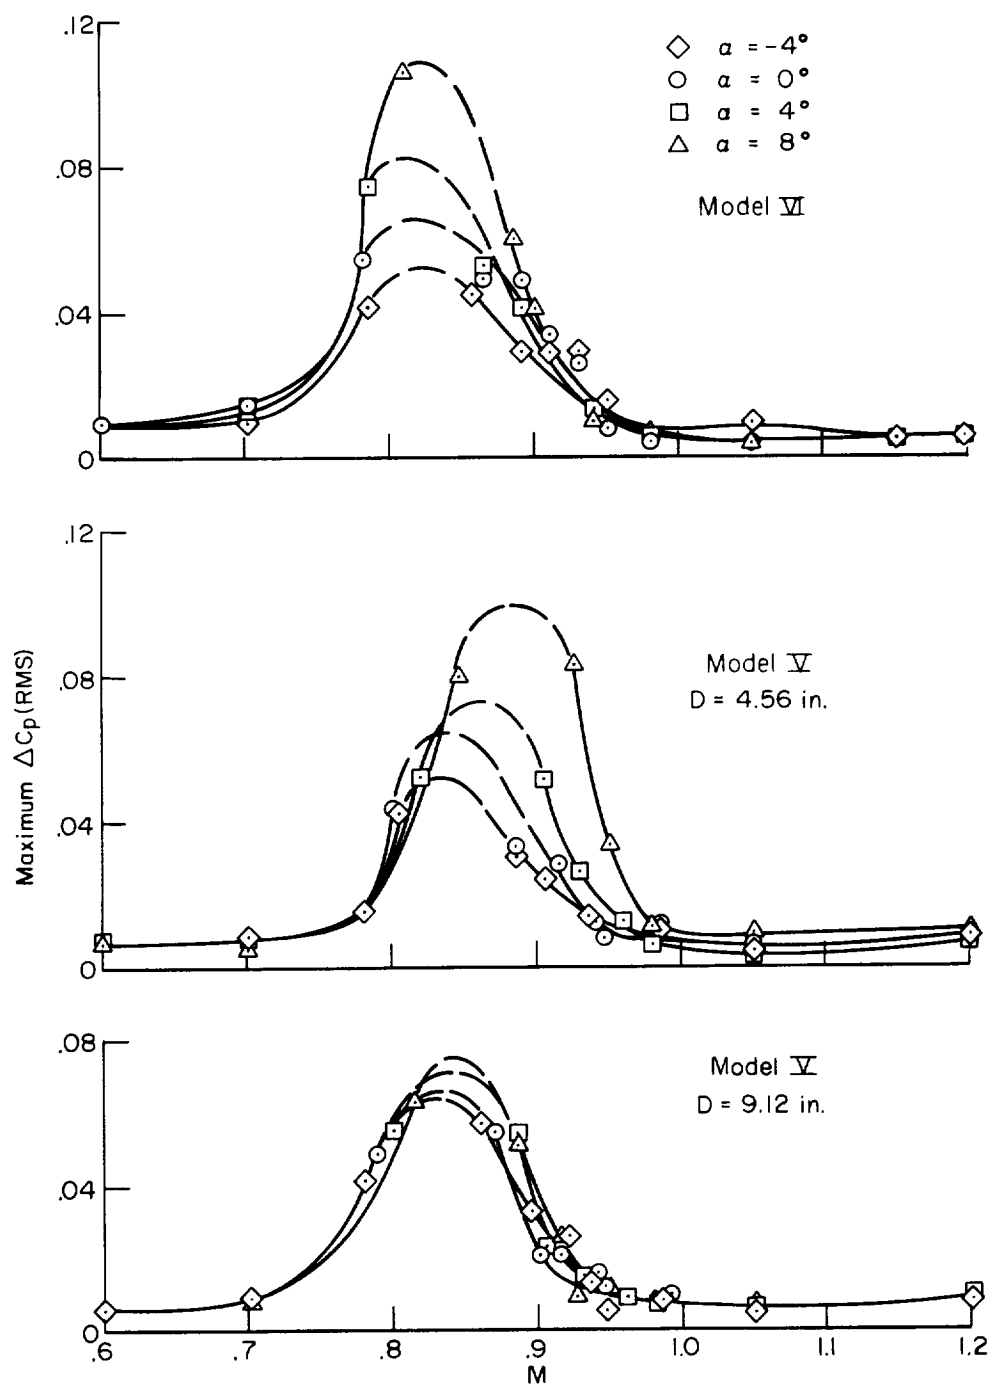 .12
.08
.04
0
α = -4°
α = 0°
α = 4°
α = 8°
Model VI
Maximum ΔCp(RMS)
.12
.08
.04
0
Model V
D = 4.56 in.
.08
.04
0
Model V
D = 9.12 in.
.6 .7 .8 .9 1.0 1.1 1.2
M